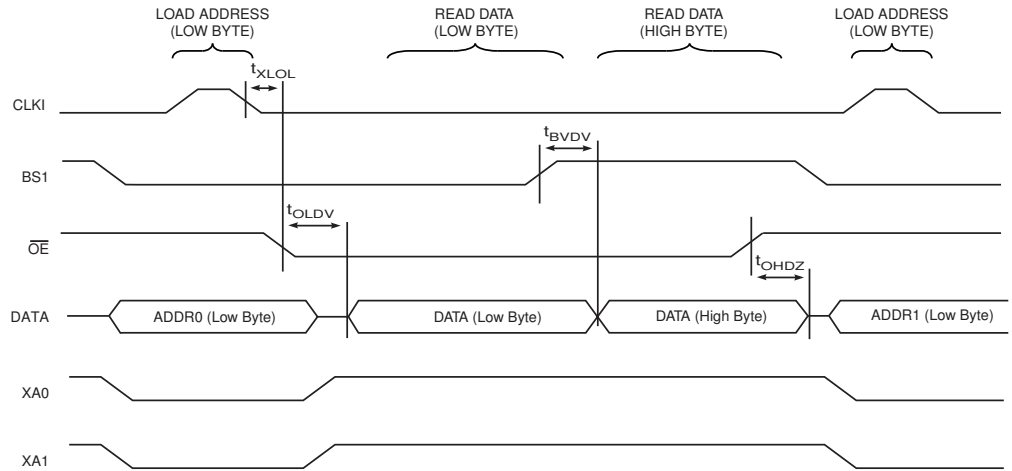 LOAD ADDRESS
(LOW BYTE)
READ DATA
(LOW BYTE)
READ DATA
(HIGH BYTE)
LOAD ADDRESS
(LOW BYTE)
tXLOL
CLKI
tBVDV
BS1
tOLDV
OE
tOHDZ
DATA
ADDR0 (Low Byte)
DATA (Low Byte)
DATA (High Byte)
ADDR1 (Low Byte)
XA0
XA1